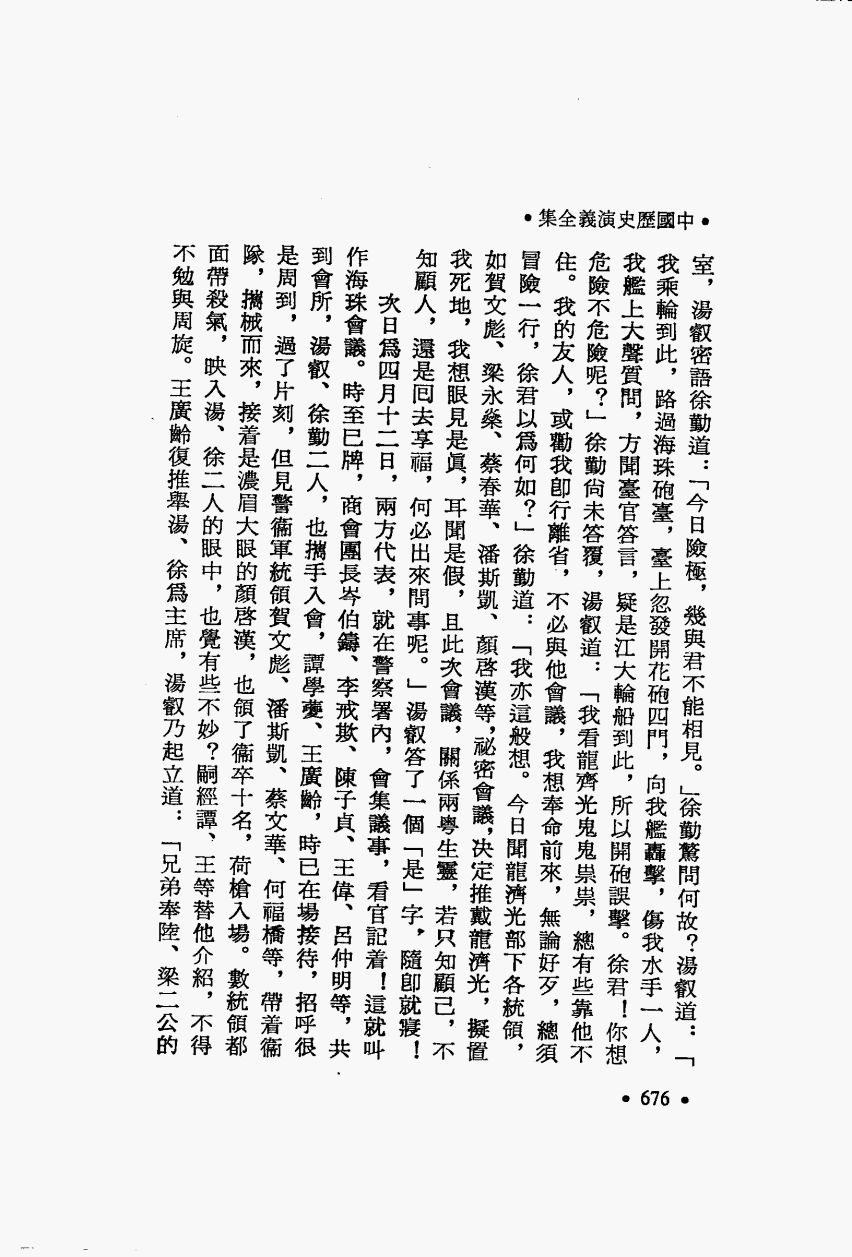 •中國歷史演義全集•
室，湯叡密語徐勤道：「今日險極，幾與君不能相見。」徐勤驚問何故？湯叡道：「
我乘輪到此，路過海珠砲臺，臺上忽發開花砲四門，向我艦轟擊，傷我水手一人，
我艦上大聲質問，方聞臺官答言，疑是江大輪船到此，所以開砲誤擊。徐君！你想
危險不危險呢？」徐勤尙未答覆，湯叡道：「我看龍齊光鬼鬼祟祟，總有些靠他不
住。我的友人，或勸我卽行離省，不必與他會議，我想奉命前來，無論好歹，總須
冒險一行，徐君以爲何如？」徐勤道：「我亦這般想。今日聞龍濟光部下各統領，
如賀文彪、梁永燊、蔡春華、潘斯凱、顏啓漢等，祕密會議，決定推戴龍濟光，擬置
我死地，我想眼見是眞，耳聞是假，且此次會議，關係兩粤生靈，若只知顧己，不
知顧人，還是囘去享福，何必出來問事呢。」湯叡答了一個「是」字，隨卽就寢！
次日爲四月十二日，兩方代表，就在警察署內，會集議事，看官記着！這就叫
作海珠會議。時至巳牌，商會團長岑伯鑄、李戒欺、陳子貞、王偉、呂仲明等，共
到會所，湯叡、徐勤二人，也攜手入會，譚學夔、王廣齡，時已在場接待，招呼很
是周到，過了片刻，但見警衞軍統領賀文彪、潘斯凱、蔡文華、何福橋等，帶着衞
隊，攜械而來，接着是濃眉大眼的顏啓漢，也領了衞卒十名，荷槍入場。數統領都
面帶殺氣，映入湯、徐二人的眼中，也覺有些不妙？嗣經譚、王等替他介紹，不得
不勉與周旋。王廣齡復推舉湯、徐爲主席，湯叡乃起立道：「兄弟奉陸、梁二公的
•676•